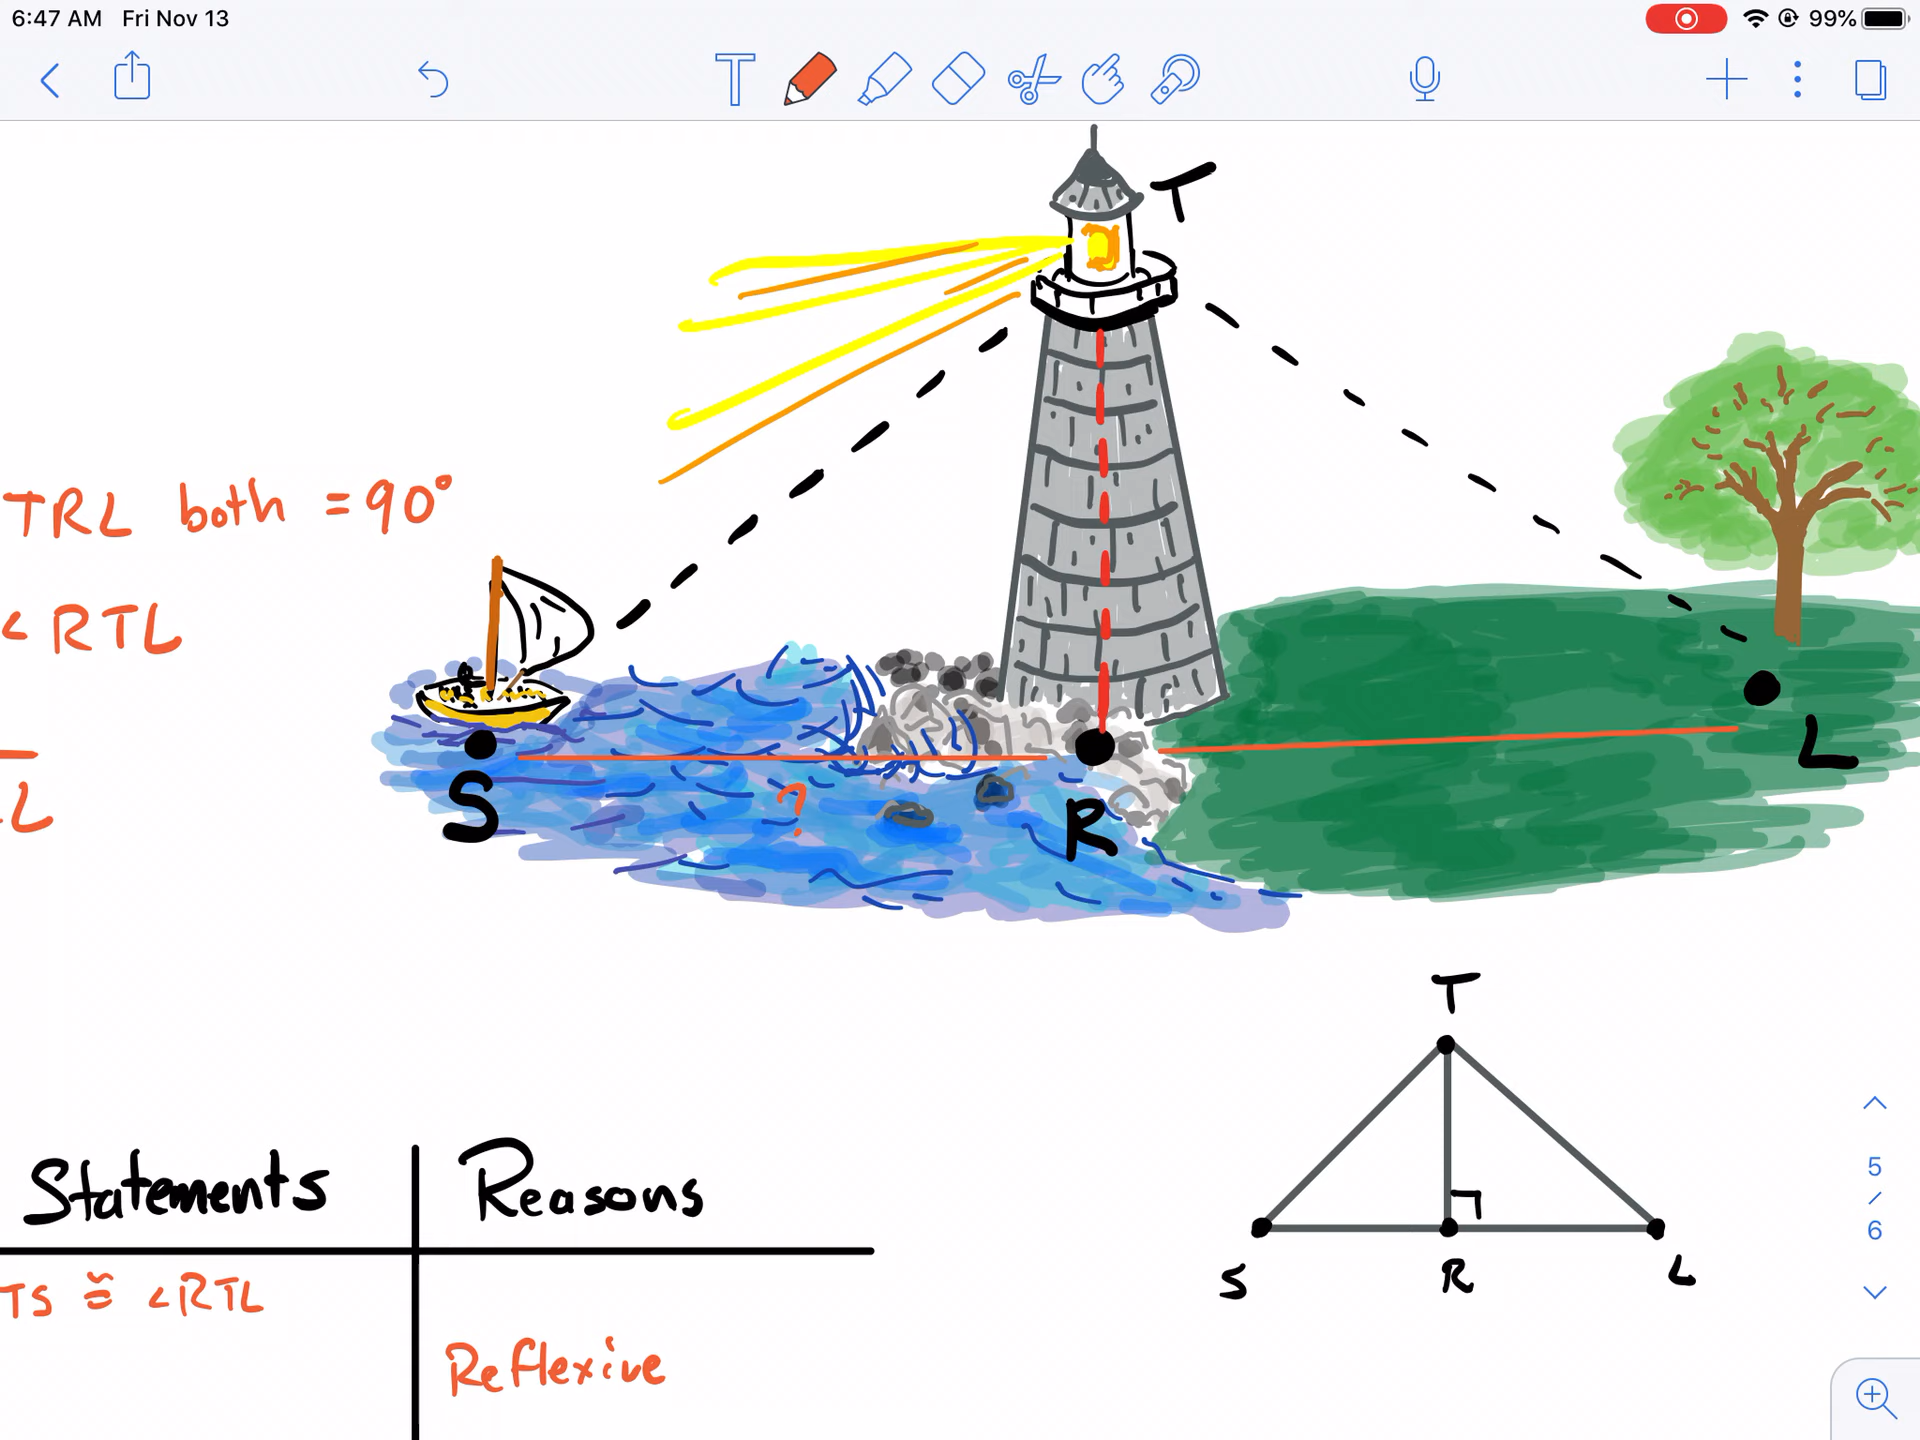 6:47 AM Fri Nov 13
99%
T
T
TRL both = 90°
< RTL
L
S
?
R
L
T
S
R
L
Statements
Reasons
TS ≅ <RTL
Reflexive
5
/
6